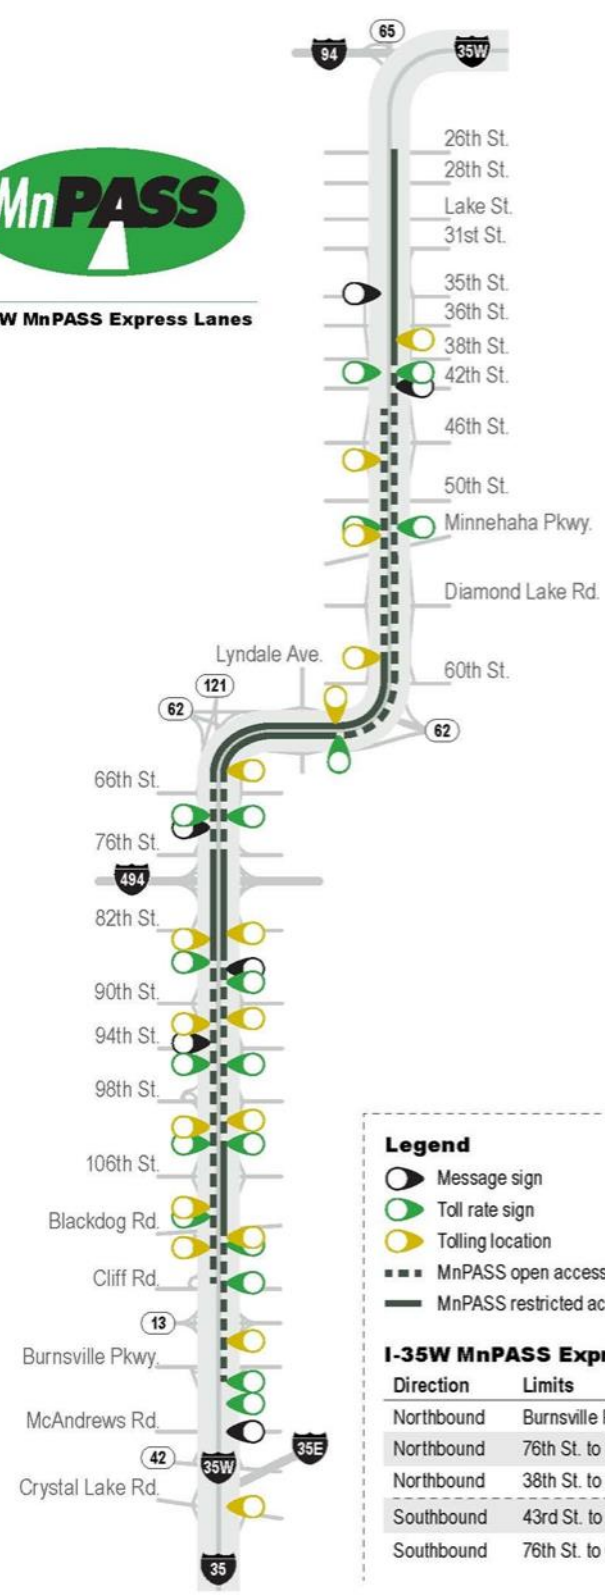 65
94
35W
26th St.
28th St.
MnPASS
Lake St.
31st St.
35th St.
W MnPASS Express Lanes
36th St.
38th St.
42th St.
46th St.
50th St.
Minnehaha Pkwy.
Diamond Lake Rd.
Lyndale Ave.
60th St.
121
62
62
66th St.
76th St.
494
82th St.
90th St.
94th St.
98th St.
106th St.
Blackdog Rd.
Cliff Rd.
13
Burnsville Pkwy.
McAndrews Rd.
42
35W
35E
Crystal Lake Rd.
35
Legend
Message sign
Toll rate sign
Tolling location
MnPASS open access
MnPASS restricted ac
I-35W MnPASS Expr
Direction Limits
Northbound Burnsville
Northbound 76th St. to
Northbound 38th St. to
Southbound 43rd St. to
Southbound 76th St. to